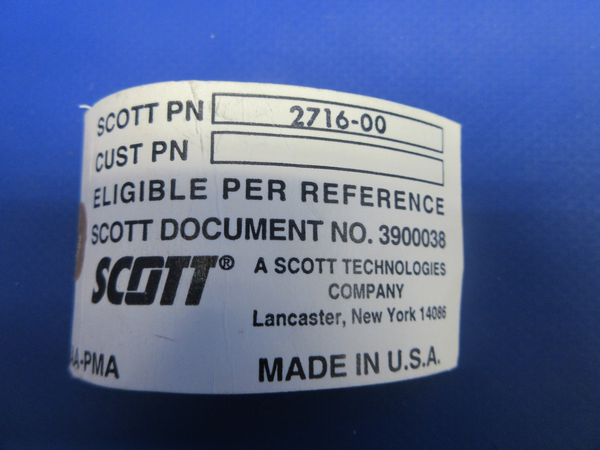 SCOTT PN 2716-00
CUST PN
ELIGIBLE PER REFERENCE
SCOTT DOCUMENT NO. 3900038
SCOTT® A SCOTT TECHNOLOGIES
COMPANY
Lancaster, New York 14086
AA-PMA MADE IN U.S.A.